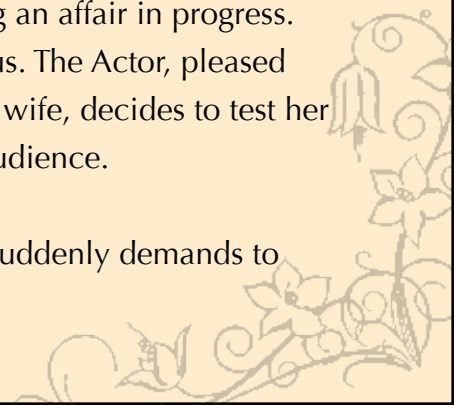 g an affair in progress.
us. The Actor, pleased
wife, decides to test her
udience.
uddenly demands to